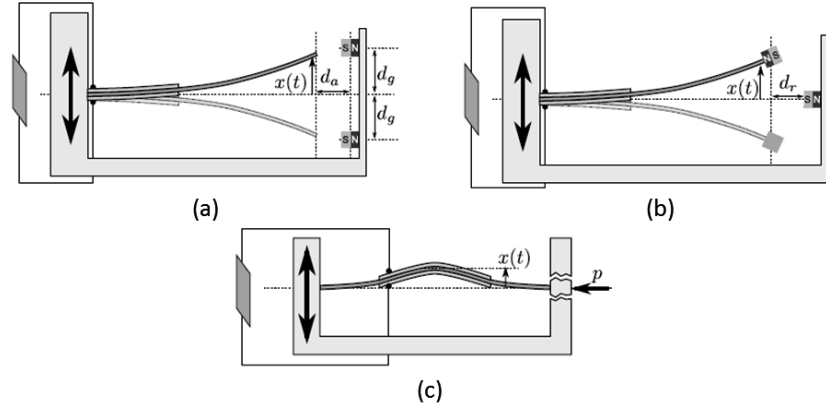 S N
x(t)
d_a
d_g
d_g
S N
(a)
N S
x(t)
d_r
S N
(b)
x(t)
p
(c)